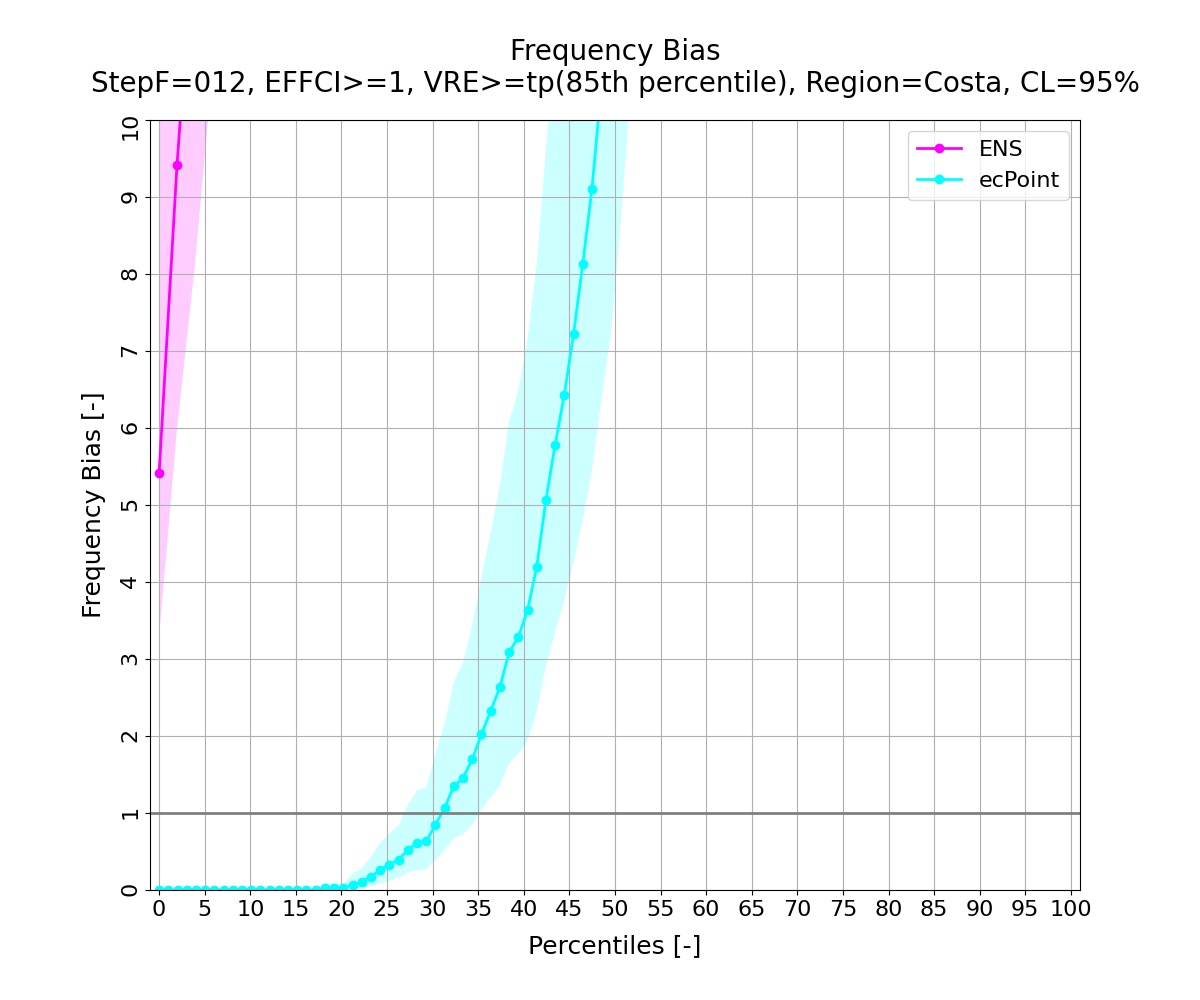 Frequency Bias
StepF=012, EFFCI>=1, VRE>=tp(85th percentile), Region=Costa, CL=95%
10
9
8
7
6
5
4
3
2
1
0
Frequency Bias [-]
ENS
ecPoint
0 5 10 15 20 25 30 35 40 45 50 55 60 65 70 75 80 85 90 95 100
Percentiles [-]